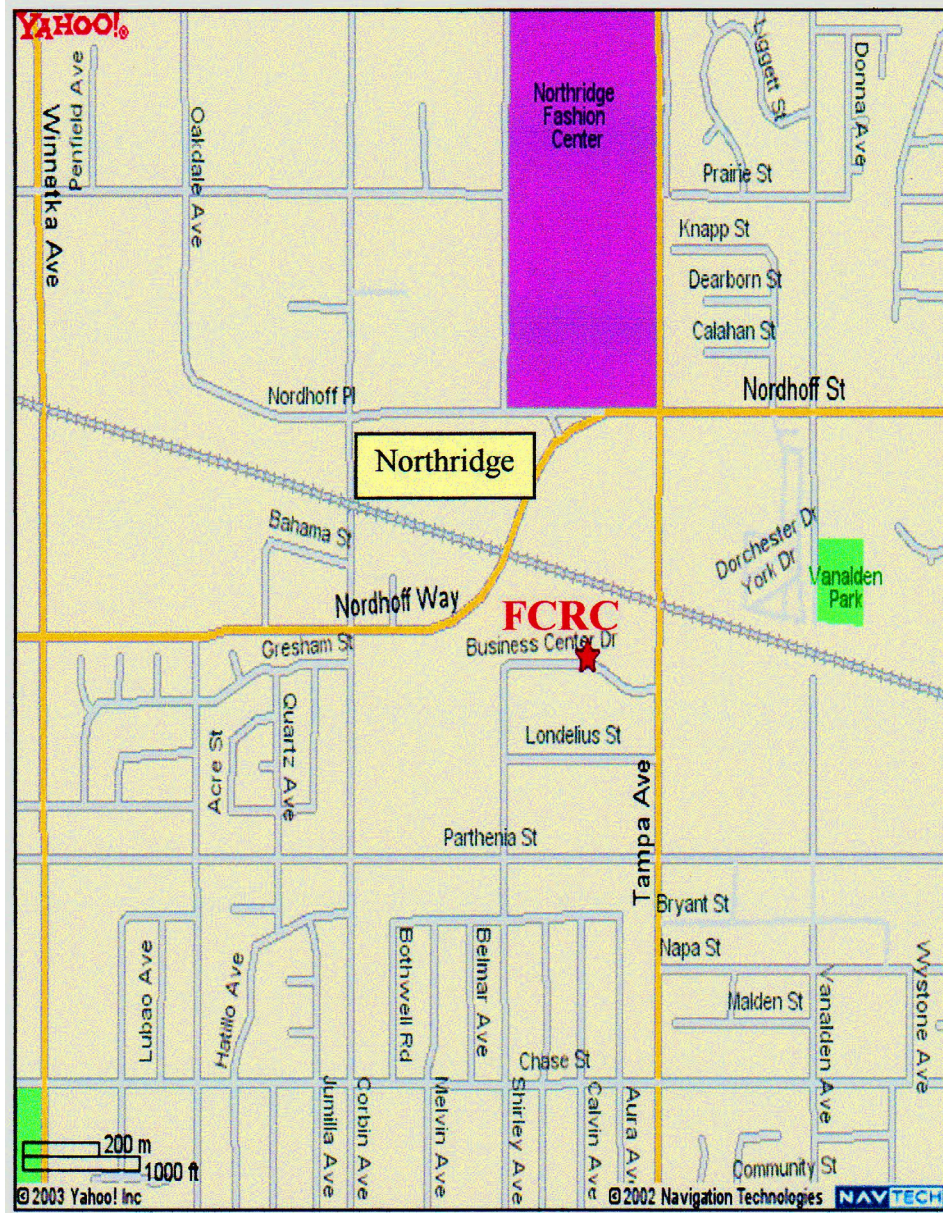 YAHOO!®
Winnetka Ave
Penfield Ave
Oakdale Ave
Northridge
Fashion
Center
Liggett St
Donna Ave
Prairie St
Knapp St
Dearborn St
Calahan St
Nordhoff St
Nordhoff Pl
Northridge
Bahama St
Dorchester Dr
York Dr
Vanalden
Park
Nordhoff Way
FCRC
Gresham St
Business Center Dr
Quartz Ave
Acre St
Londelius St
Tampa Ave
Parthenia St
Bryant St
Napa St
Lubao Ave
Hatillo Ave
Bothwell Rd
Belmar Ave
Malden St
Vanalden Ave
Wystone Ave
Chase St
Jumilla Ave
Corbin Ave
Melvin Ave
Shirley Ave
Calvin Ave
Aura Ave
Community St
200 m
1000 ft
©2003 Yahoo! Inc
©2002 Navigation Technologies
NAVTECH